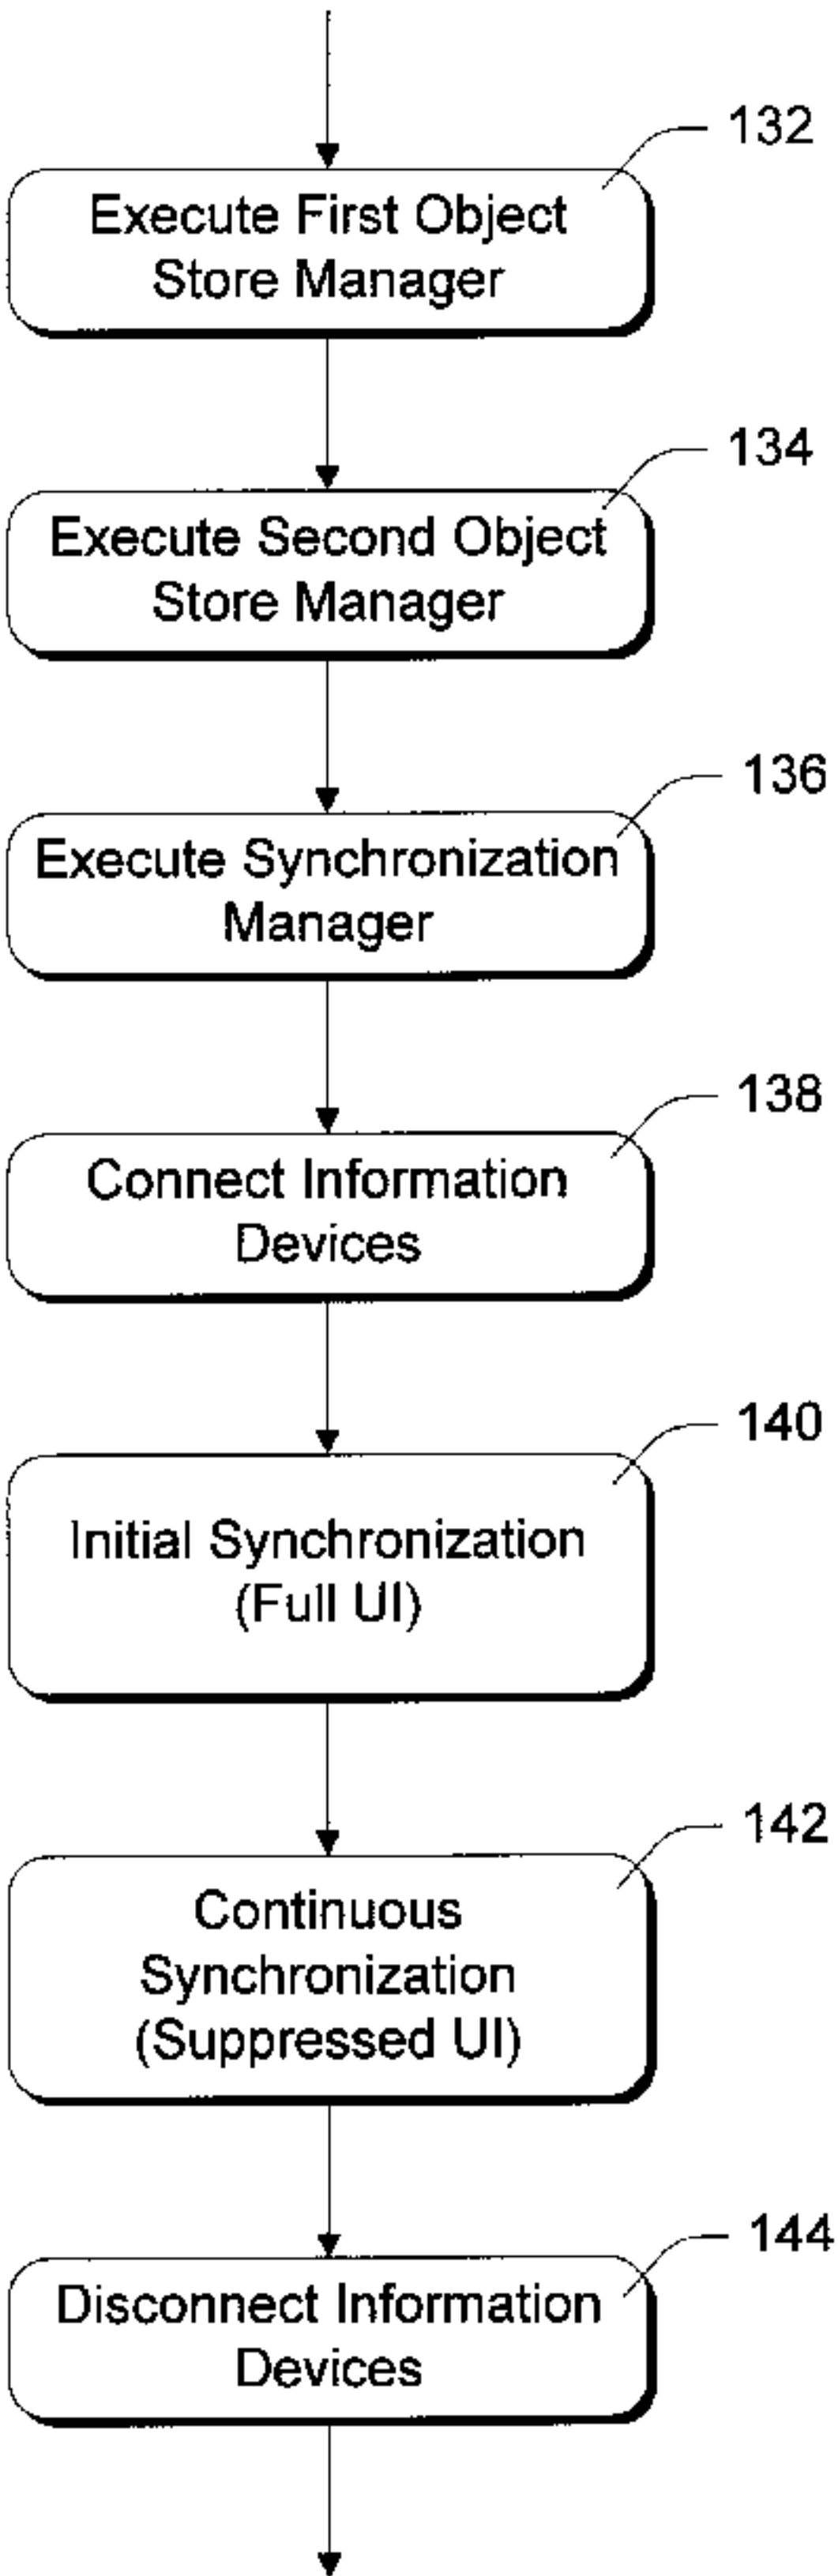 132
Execute First Object
Store Manager
134
Execute Second Object
Store Manager
136
Execute Synchronization
Manager
138
Connect Information
Devices
140
Initial Synchronization
(Full UI)
142
Continuous
Synchronization
(Suppressed UI)
144
Disconnect Information
Devices